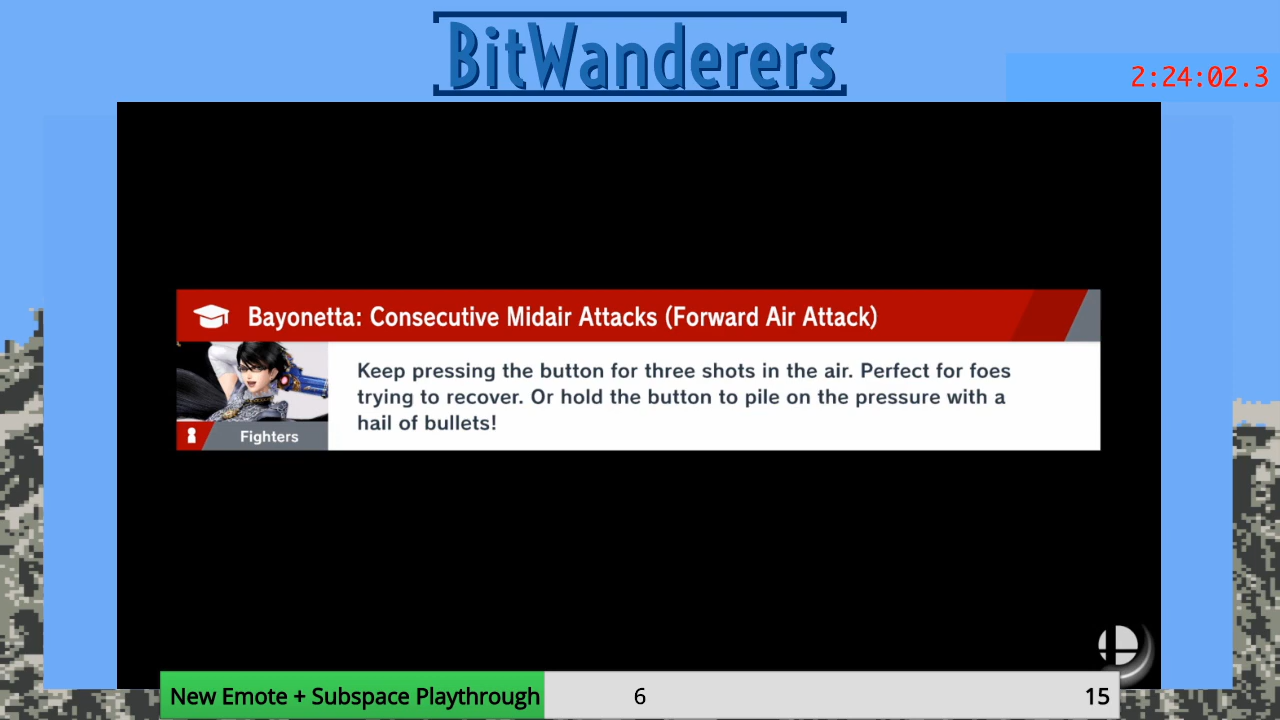 BitWanderers
2:24:02.3
Bayonetta: Consecutive Midair Attacks (Forward Air Attack)
Keep pressing the button for three shots in the air. Perfect for foes
trying to recover. Or hold the button to pile on the pressure with a
hail of bullets!
Fighters
New Emote + Subspace Playthrough 6 15